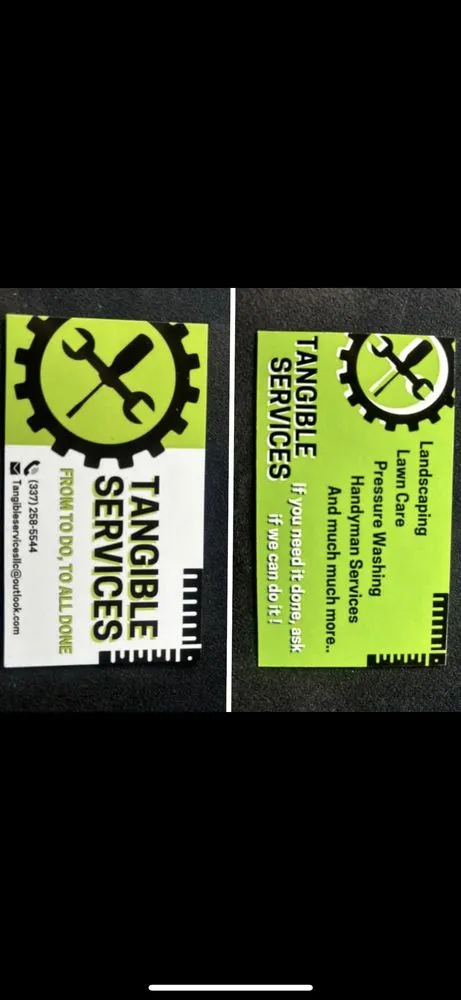 TANGIBLE
SERVICES
FROM TO DO, TO ALL DONE
(337) 258-5544
Tangibleservicesllc@outlook.com
Landscaping
Lawn Care
Pressure Washing
Handyman Services
And much much more..
TANGIBLE
SERVICES
If you need it done, ask
if we can do it !